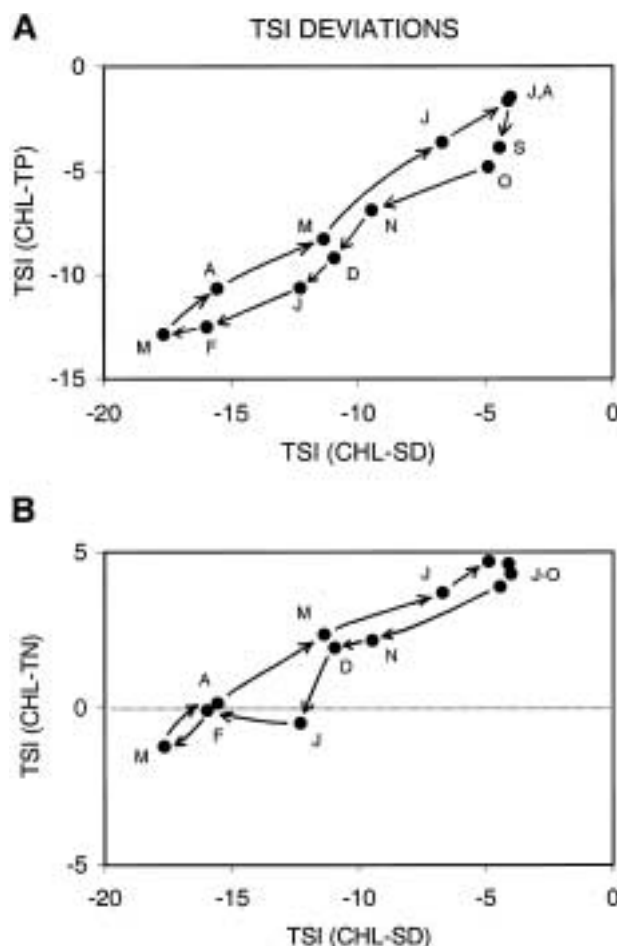 A TSI DEVIATIONS
0
J,A
J
S
TSI (CHL-TP)
-5
O
M
N
A
D
-10
J
M
F
-15
-20 -15 -10 -5 0
TSI (CHL-SD)
B
5
J
J-O
M
TSI (CHL-TN)
D
N
A
0
F
J
M
-5
-20 -15 -10 -5 0
TSI (CHL-SD)